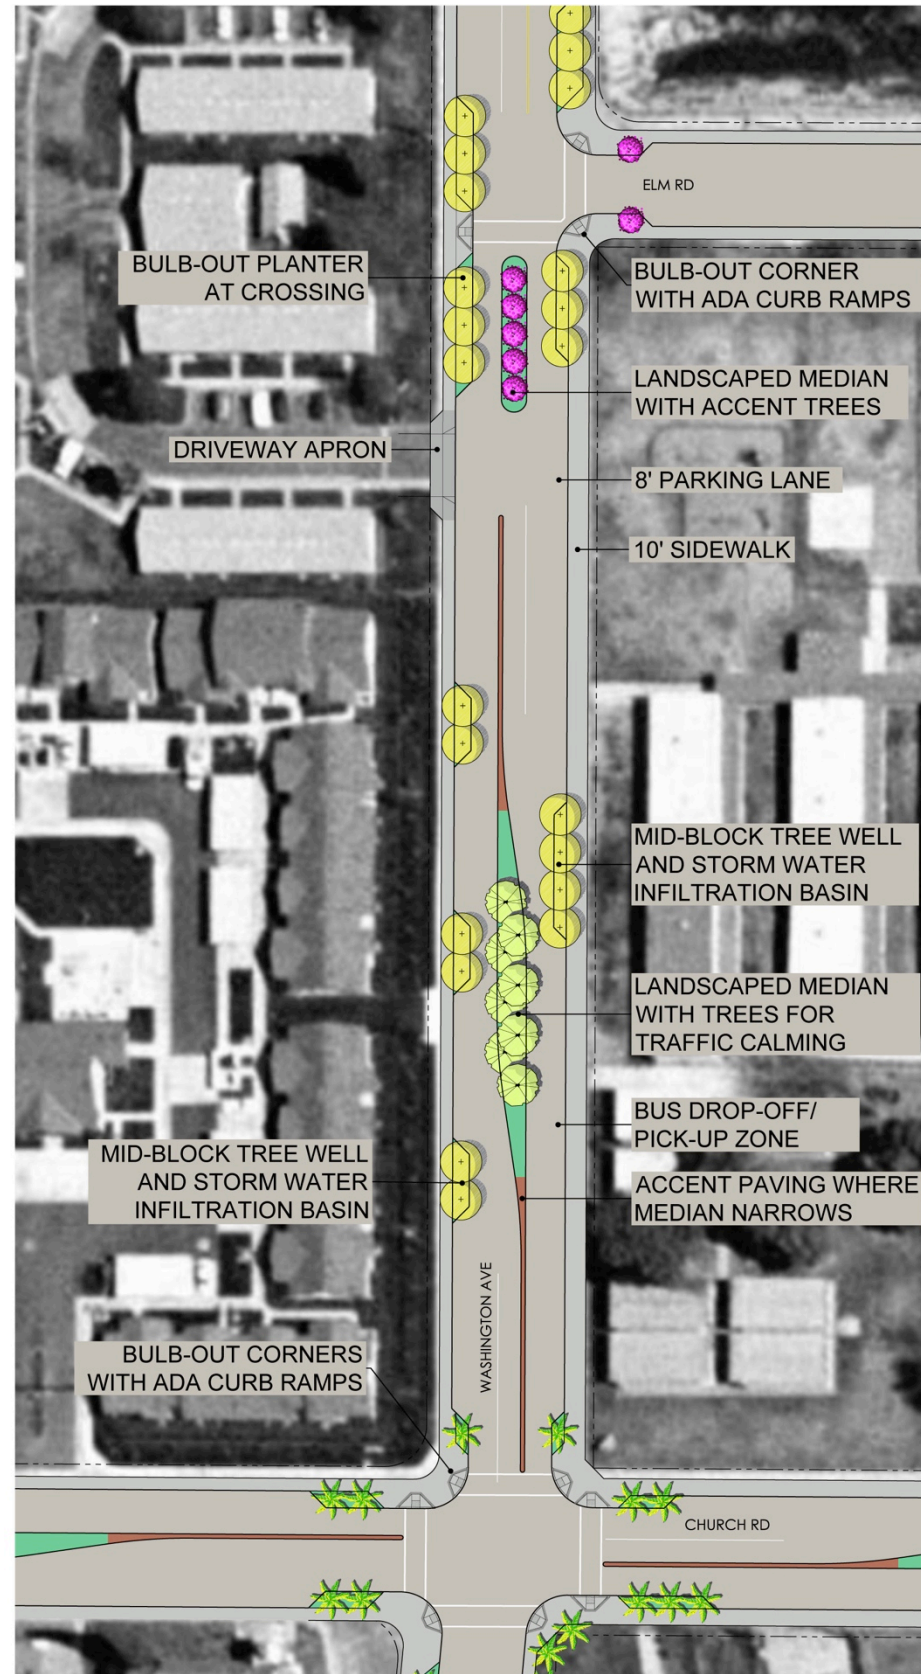 ELM RD
BULB-OUT PLANTER
AT CROSSING
BULB-OUT CORNER
WITH ADA CURB RAMPS
LANDSCAPED MEDIAN
WITH ACCENT TREES
DRIVEWAY APRON
8' PARKING LANE
10' SIDEWALK
MID-BLOCK TREE WELL
AND STORM WATER
INFILTRATION BASIN
LANDSCAPED MEDIAN
WITH TREES FOR
TRAFFIC CALMING
BUS DROP-OFF/
PICK-UP ZONE
MID-BLOCK TREE WELL
AND STORM WATER
INFILTRATION BASIN
ACCENT PAVING WHERE
MEDIAN NARROWS
WASHINGTON AVE
BULB-OUT CORNERS
WITH ADA CURB RAMPS
CHURCH RD